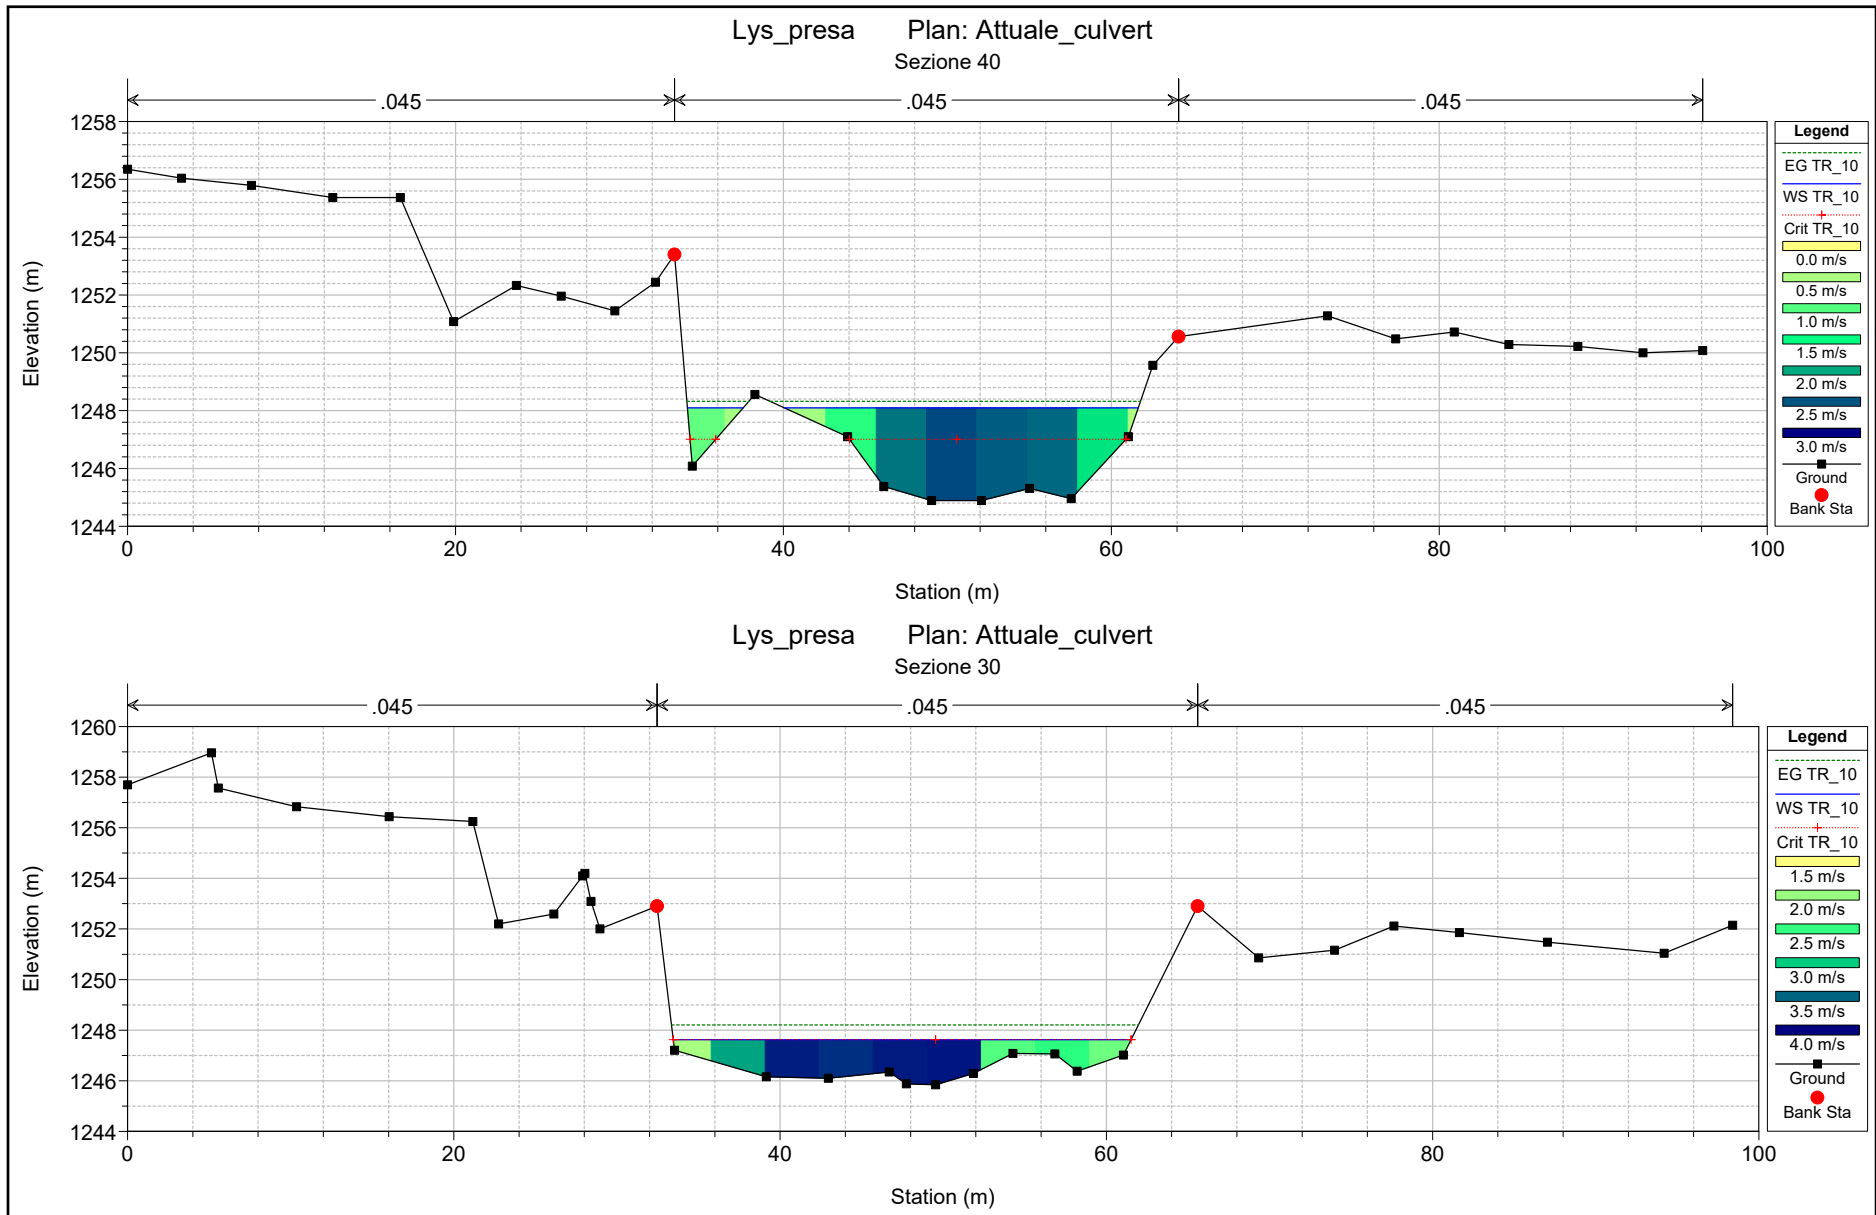 Lys_presa Plan: Attuale_culvert
Sezione 40
.045 .045 .045
1258
1256
1254
1252
1250
1248
1246
1244
Elevation (m)
0 20 40 60 80 100
Station (m)
Legend
EG TR_10
WS TR_10
Crit TR_10
0.0 m/s
0.5 m/s
1.0 m/s
1.5 m/s
2.0 m/s
2.5 m/s
3.0 m/s
Ground
Bank Sta
Lys_presa Plan: Attuale_culvert
Sezione 30
.045 .045 .045
1260
1258
1256
1254
1252
1250
1248
1246
1244
Elevation (m)
0 20 40 60 80 100
Station (m)
Legend
EG TR_10
WS TR_10
Crit TR_10
1.5 m/s
2.0 m/s
2.5 m/s
3.0 m/s
3.5 m/s
4.0 m/s
Ground
Bank Sta